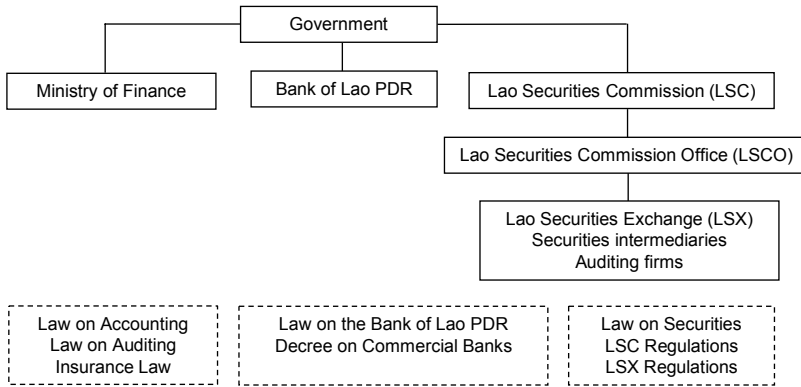 Government
Ministry of Finance
Bank of Lao PDR
Lao Securities Commission (LSC)
Lao Securities Commission Office (LSCO)
Lao Securities Exchange (LSX)
Securities intermediaries
Auditing firms
Law on Accounting
Law on Auditing
Insurance Law
Law on the Bank of Lao PDR
Decree on Commercial Banks
Law on Securities
LSC Regulations
LSX Regulations